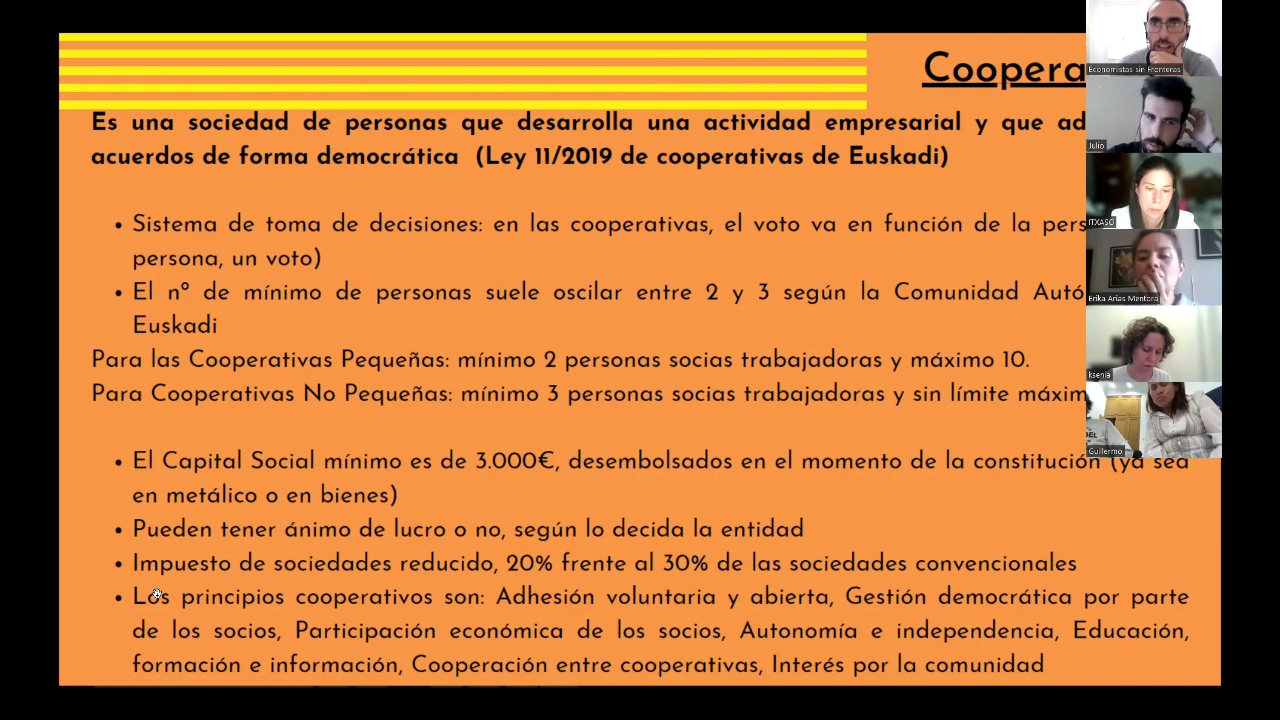 Coopera
Es una sociedad de personas que desarrolla una actividad empresarial y que ad
acuerdos de forma democrática (Ley 11/2019 de cooperativas de Euskadi)
• Sistema de toma de decisiones: en las cooperativas, el voto va en función de la pers
persona, un voto)
• El nº de mínimo de personas suele oscilar entre 2 y 3 según la Comunidad Autó
Euskadi
Para las Cooperativas Pequeñas: mínimo 2 personas socias trabajadoras y máximo 10.
Para Cooperativas No Pequeñas: mínimo 3 personas socias trabajadoras y sin límite máxim
• El Capital Social mínimo es de 3.000€, desembolsados en el momento de la constitución (ya sea
en metálico o en bienes)
• Pueden tener ánimo de lucro o no, según lo decida la entidad
• Impuesto de sociedades reducido, 20% frente al 30% de las sociedades convencionales
• Los principios cooperativos son: Adhesión voluntaria y abierta, Gestión democrática por parte
de los socios, Participación económica de los socios, Autonomía e independencia, Educación,
formación e información, Cooperación entre cooperativas, Interés por la comunidad
Economistas sin Fronteras
Julio
ITXASO
Erika Arias Mentora
ksenia
Guillermo